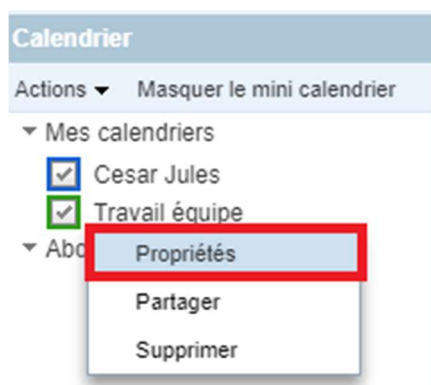 Calendrier
Actions Masquer le mini calendrier
Mes calendriers
Cesar Jules
Travail équipe
Abo
Propriétés
Partager
Supprimer